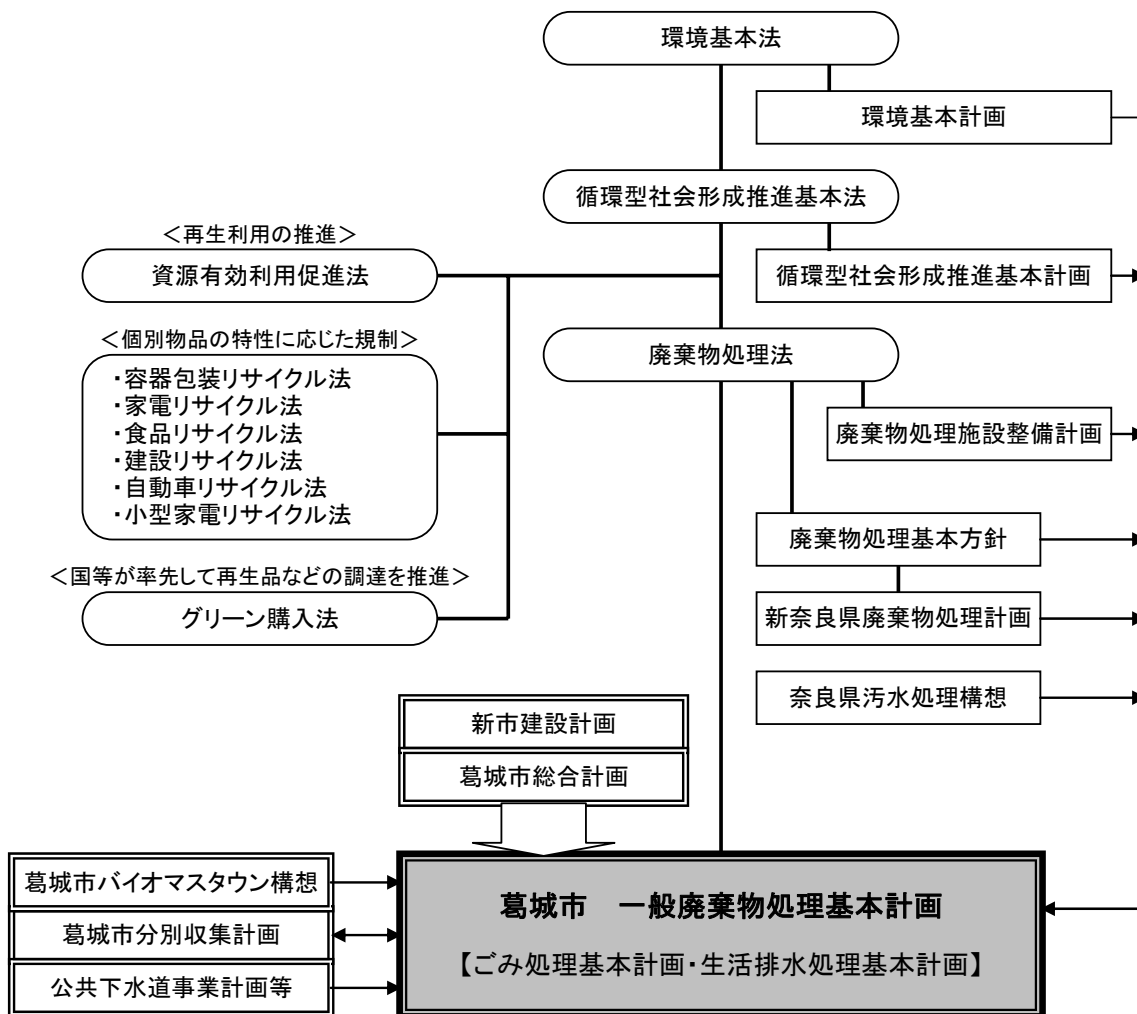 環境基本法
環境基本計画
循環型社会形成推進基本法
循環型社会形成推進基本計画
＜再生利用の推進＞
資源有効利用促進法
＜個別物品の特性に応じた規制＞
・容器包装リサイクル法
・家電リサイクル法
・食品リサイクル法
・建設リサイクル法
・自動車リサイクル法
・小型家電リサイクル法
＜国等が率先して再生品などの調達を推進＞
グリーン購入法
廃棄物処理法
廃棄物処理施設整備計画
廃棄物処理基本方針
新奈良県廃棄物処理計画
奈良県汚水処理構想
新市建設計画
葛城市総合計画
葛城市バイオマスタウン構想
葛城市分別収集計画
公共下水道事業計画等
葛城市　一般廃棄物処理基本計画
【ごみ処理基本計画・生活排水処理基本計画】